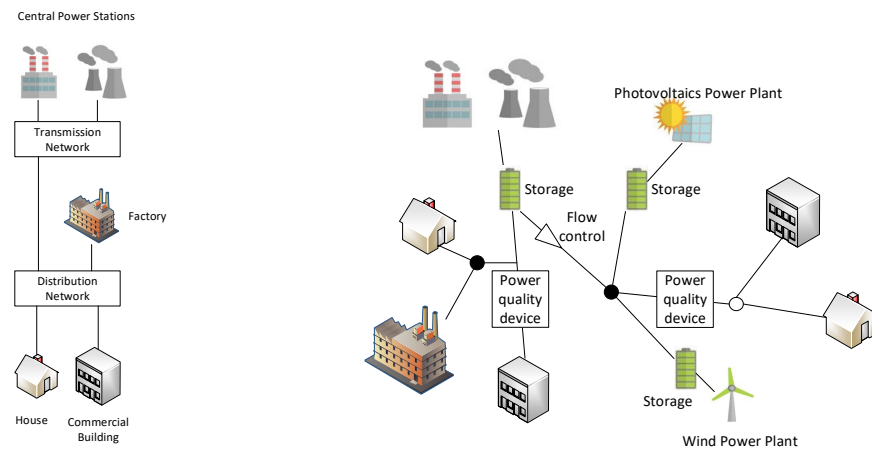 Central Power Stations
Transmission
Network
Factory
Distribution
Network
House
Commercial
Building
Photovoltaics Power Plant
Storage
Storage
Flow
control
Power
quality
device
Power
quality
device
Storage
Wind Power Plant